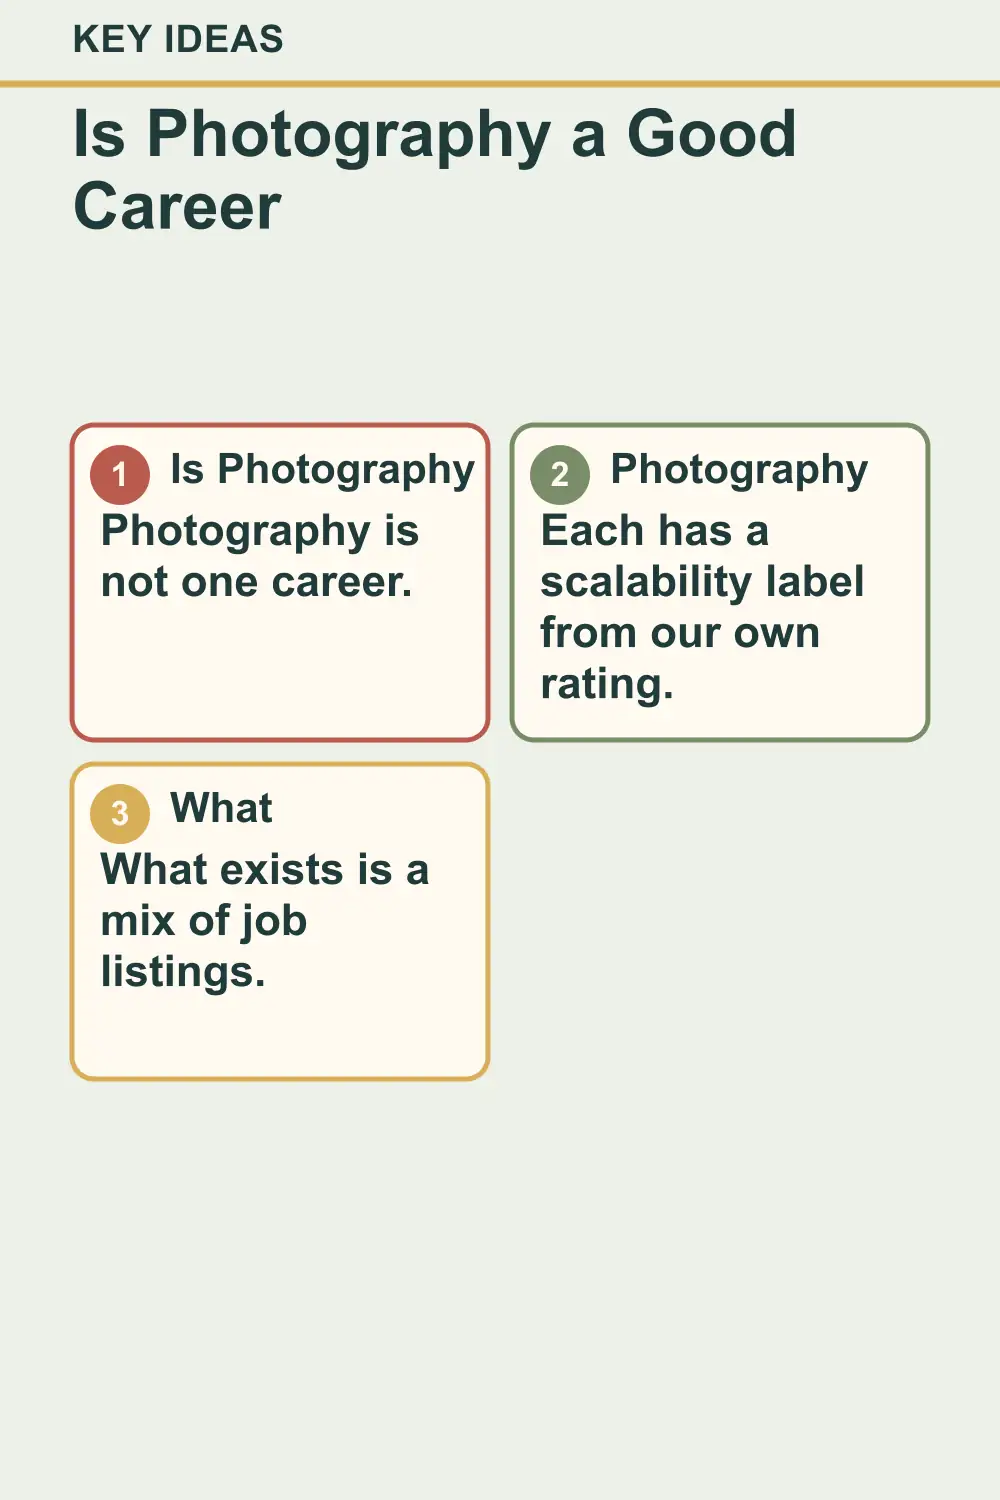 KEY IDEAS
Is Photography a Good
Career
1 Is Photography
Photography is
not one career.
2 Photography
Each has a
scalability label
from our own
rating.
3 What
What exists is a
mix of job
listings.